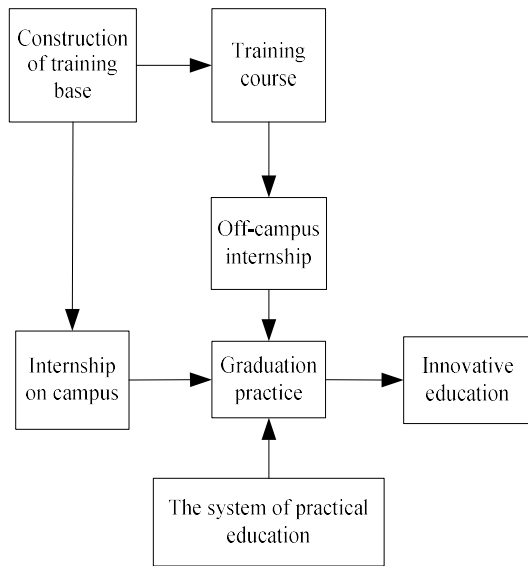 Construction
of training
base
Training
course
Off-campus
internship
Internship
on campus
Graduation
practice
Innovative
education
The system of practical
education